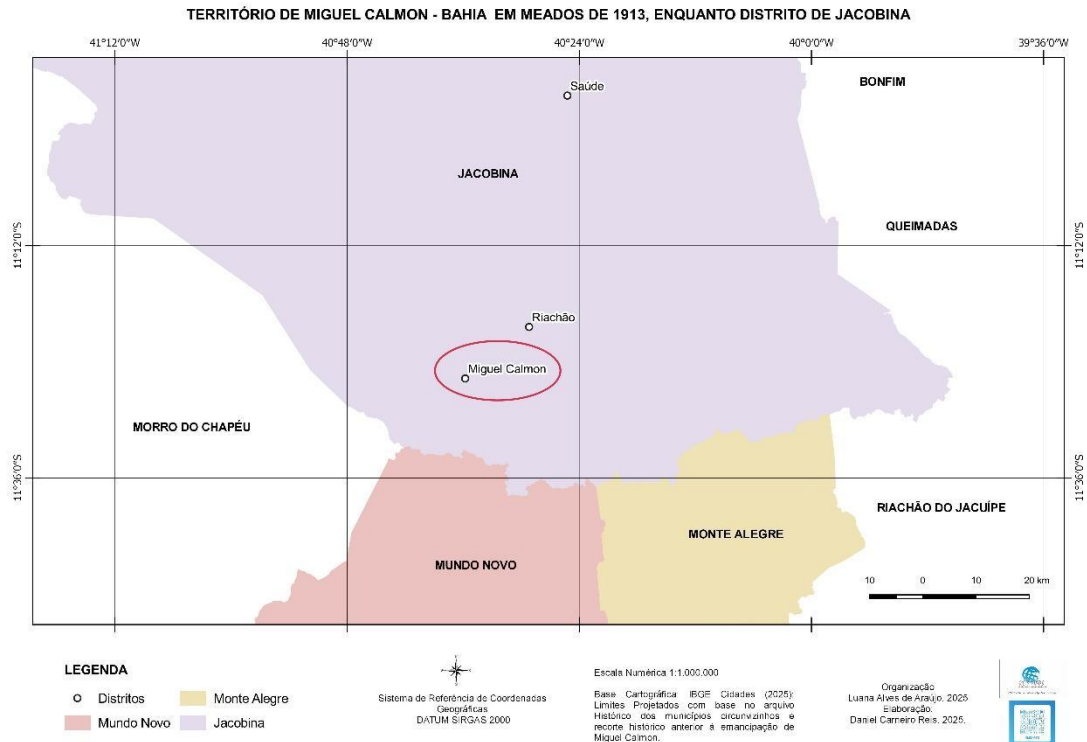 TERRITÓRIO DE MIGUEL CALMON - BAHIA EM MEADOS DE 1913, ENQUANTO DISTRITO DE JACOBINA
41°12'0"W 40°48'0"W 40°24'0"W 40°0'0"W 39°36'0"W
Saúde
BONFIM
JACOBINA
QUEIMADAS
11°12'0"S 11°12'0"S
Riachão
Miguel Calmon
MORRO DO CHAPÉU
11°36'0"S 11°36'0"S
RIACHÃO DO JACUÍPE
MONTE ALEGRE
MUNDO NOVO
10 0 10 20 km
LEGENDA
Distritos
Monte Alegre
Mundo Novo
Jacobina
Sistema de Referência de Coordenadas
Geográficas
DATUM SIRGAS 2000
Escala Numérica 1:1.000.000
Base Cartográfica IBGE Cidades (2025);
Limites Projetados com base no arquivo
Histórico dos municípios circunvizinhos e
recorte histórico anterior à emancipação de
Miguel Calmon.
Organização
Luana Alves de Araújo, 2025
Elaboração:
Daniel Carneiro Reis, 2025.